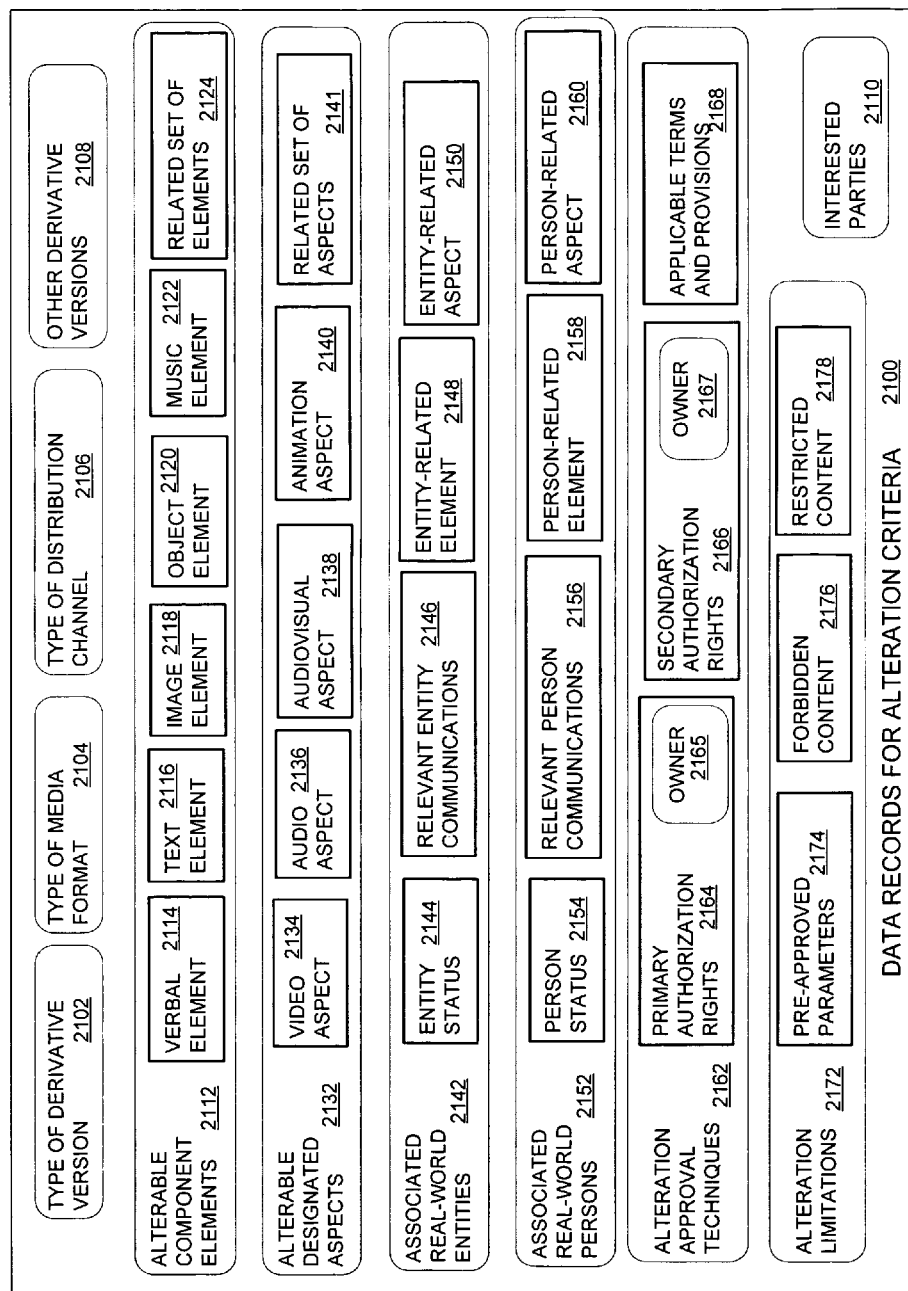 TYPE OF DERIVATIVE
VERSION 2102
TYPE OF MEDIA
FORMAT 2104
TYPE OF DISTRIBUTION
CHANNEL 2106
OTHER DERIVATIVE
VERSIONS 2108
ALTERABLE
COMPONENT
ELEMENTS 2112
VERBAL 2114
ELEMENT
TEXT 2116
ELEMENT
IMAGE 2118
ELEMENT
OBJECT 2120
ELEMENT
MUSIC 2122
ELEMENT
RELATED SET OF
ELEMENTS 2124
ALTERABLE
DESIGNATED
ASPECTS 2132
VIDEO 2134
ASPECT
AUDIO 2136
ASPECT
AUDIOVISUAL
ASPECT 2138
ANIMATION
ASPECT 2140
RELATED SET OF
ASPECTS 2141
ASSOCIATED
REAL-WORLD
ENTITIES 2142
ENTITY 2144
STATUS
RELEVANT ENTITY
COMMUNICATIONS 2146
ENTITY-RELATED
ELEMENT 2148
ENTITY-RELATED
ASPECT 2150
ASSOCIATED
REAL-WORLD
PERSONS 2152
PERSON
STATUS 2154
RELEVANT PERSON
COMMUNICATIONS 2156
PERSON-RELATED
ELEMENT 2158
PERSON-RELATED
ASPECT 2160
ALTERATION
APPROVAL
TECHNIQUES 2162
PRIMARY
AUTHORIZATION
RIGHTS 2164
OWNER
2165
SECONDARY
AUTHORIZATION
RIGHTS 2166
OWNER
2167
APPLICABLE TERMS
AND PROVISIONS 2168
ALTERATION
LIMITATIONS 2172
PRE-APPROVED
PARAMETERS 2174
FORBIDDEN
CONTENT 2176
RESTRICTED
CONTENT 2178
INTERESTED
PARTIES 2110
DATA RECORDS FOR ALTERATION CRITERIA 2100